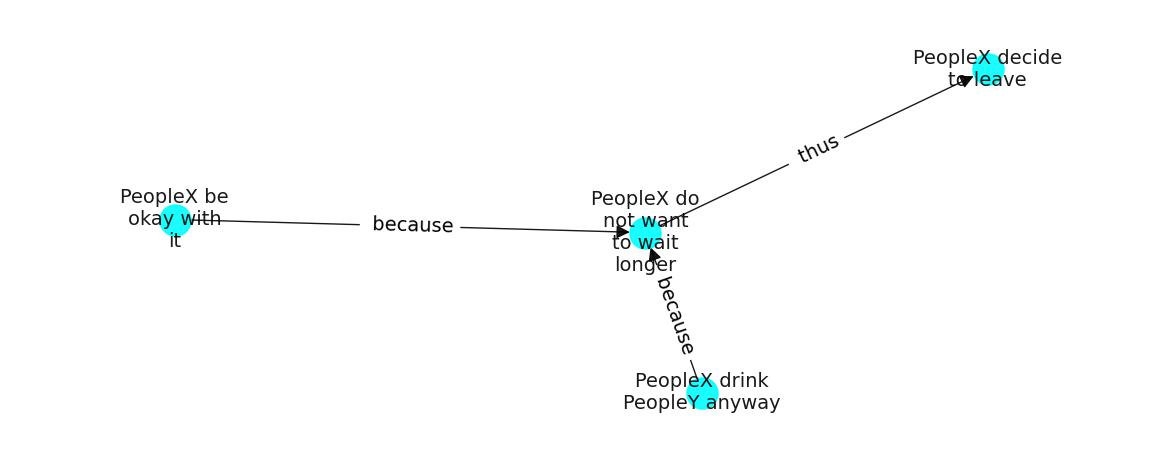 PeopleX decide
to leave
thus
PeopleX be
okay with
it
because
PeopleX do
not want
to wait
longer
because
PeopleX drink
PeopleY anyway